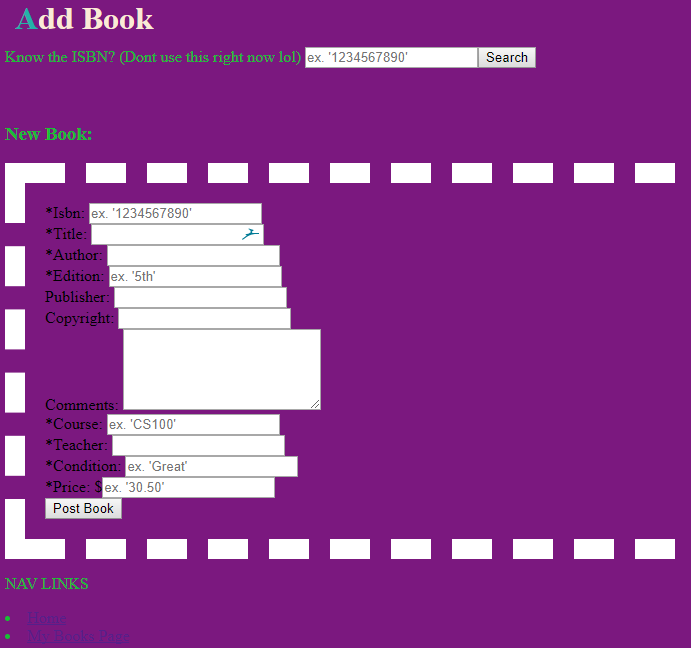 Add Book
Know the ISBN? (Dont use this right now lol) ex. '1234567890' Search
New Book:
*Isbn: ex. '1234567890'
*Title:
*Author:
*Edition: ex. '5th'
Publisher:
Copyright:
Comments:
*Course: ex. 'CS100'
*Teacher:
*Condition: ex. 'Great'
*Price: $ ex. '30.50'
Post Book
NAV LINKS
Home
My Books Page